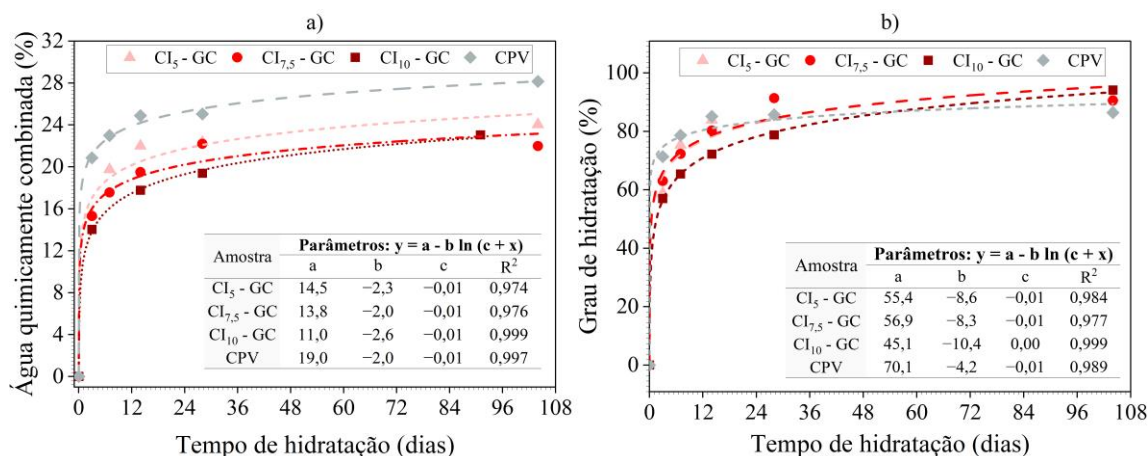 a)
CI5 - GC CI7,5 - GC CI10 - GC CPV
Água quimicamente combinada (%)
32
28
24
20
16
12
8
4
0
Amostra Parâmetros: y = a - b ln (c + x)
a b c R²
CI5 - GC 14,5 −2,3 −0,01 0,974
CI7,5 - GC 13,8 −2,0 −0,01 0,976
CI10 - GC 11,0 −2,6 −0,01 0,999
CPV 19,0 −2,0 −0,01 0,997
0 12 24 36 48 60 72 84 96 108
Tempo de hidratação (dias)
b)
CI5 - GC CI7,5 - GC CI10 - GC CPV
Grau de hidratação (%)
100
80
60
40
20
0
Amostra Parâmetros: y = a - b ln (c + x)
a b c R²
CI5 - GC 55,4 −8,6 −0,01 0,984
CI7,5 - GC 56,9 −8,3 −0,01 0,977
CI10 - GC 45,1 −10,4 0,00 0,999
CPV 70,1 −4,2 −0,01 0,989
0 12 24 36 48 60 72 84 96 108
Tempo de hidratação (dias)